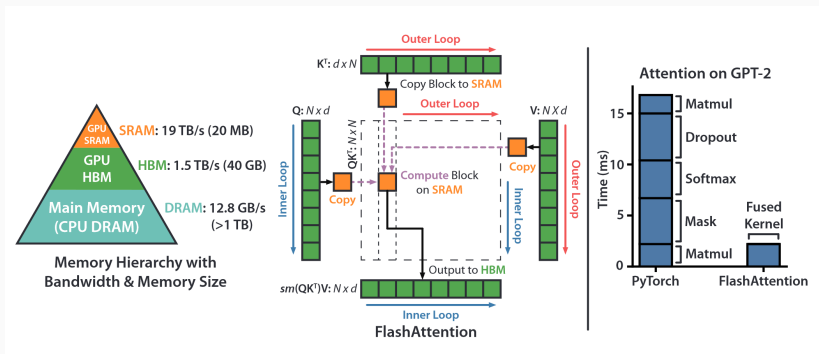 GPU
SRAM
SRAM: 19 TB/s (20 MB)
GPU
HBM
HBM: 1.5 TB/s (40 GB)
Main Memory
(CPU DRAM)
DRAM: 12.8 GB/s
(>1 TB)
Memory Hierarchy with
Bandwidth & Memory Size
Outer Loop
Kᵀ: d x N
Copy Block to SRAM
Outer Loop
Q: N x d
V: N X d
QKᵀ: N x N
Copy
Inner Loop
Copy
Compute Block
on SRAM
Inner Loop
Outer Loop
Output to HBM
sm(QKᵀ)V: N x d
Inner Loop
FlashAttention
Attention on GPT-2
Time (ms)
15
10
5
0
Matmul
Dropout
Softmax
Mask
Matmul
Fused
Kernel
PyTorch
FlashAttention